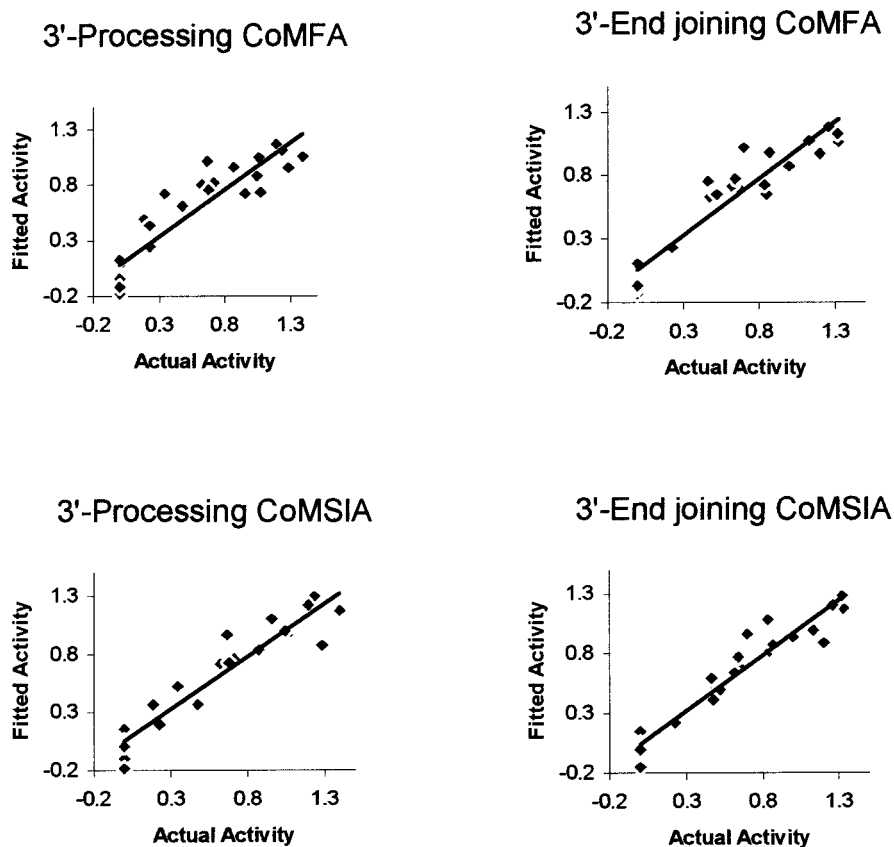 3'-Processing CoMFA
1.3
0.8
0.3
-0.2
Fitted Activity
-0.2 0.3 0.8 1.3
Actual Activity
3'-End joining CoMFA
1.3
0.8
0.3
-0.2
Fitted Activity
-0.2 0.3 0.8 1.3
Actual Activity
3'-Processing CoMSIA
1.3
0.8
0.3
-0.2
Fitted Activity
-0.2 0.3 0.8 1.3
Actual Activity
3'-End joining CoMSIA
1.3
0.8
0.3
-0.2
Fitted Activity
-0.2 0.3 0.8 1.3
Actual Activity